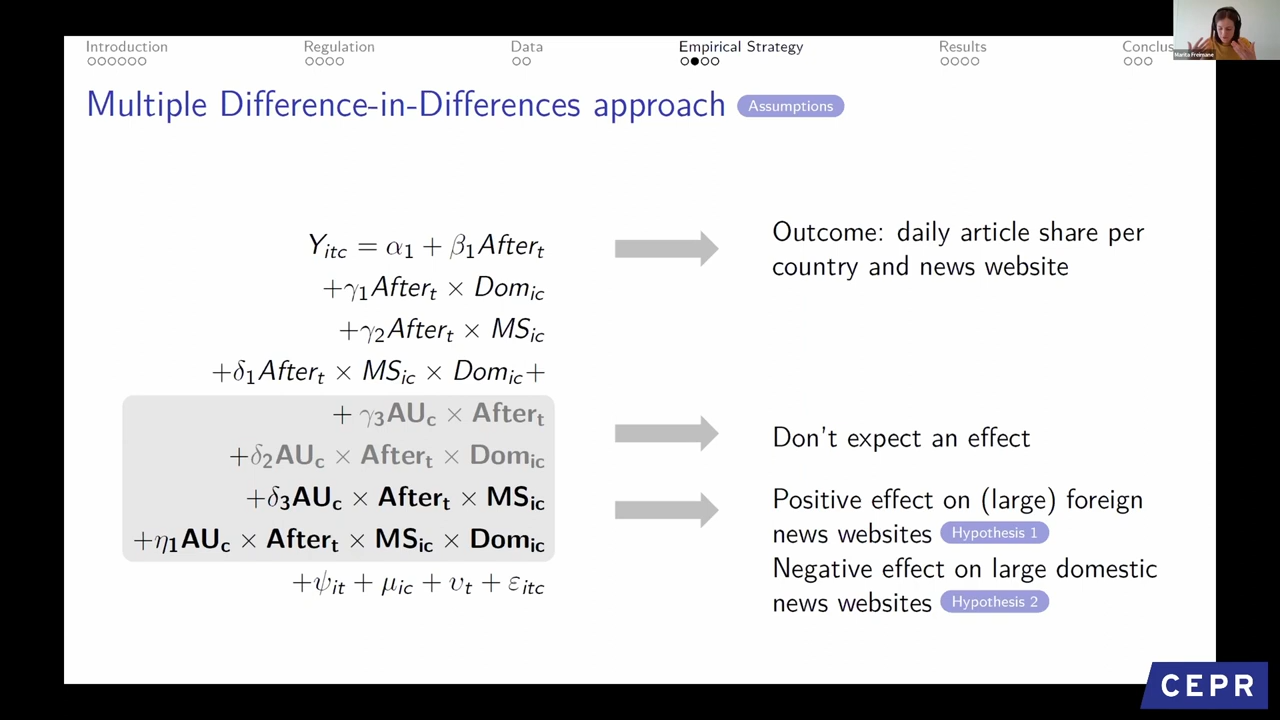 Introduction Regulation Data Empirical Strategy Results Conclus
Marita Freimane
Multiple Difference-in-Differences approach Assumptions
Y_itc = α_1 + β_1 After_t
+γ_1 After_t × Dom_ic
+γ_2 After_t × MS_ic
+δ_1 After_t × MS_ic × Dom_ic +
+ γ_3 AU_c × After_t
+δ_2 AU_c × After_t × Dom_ic
+δ_3 AU_c × After_t × MS_ic
+η_1 AU_c × After_t × MS_ic × Dom_ic
+ψ_it + μ_ic + υ_t + ε_itc
Outcome: daily article share per
country and news website
Don't expect an effect
Positive effect on (large) foreign
news websites Hypothesis 1
Negative effect on large domestic
news websites Hypothesis 2
CEPR